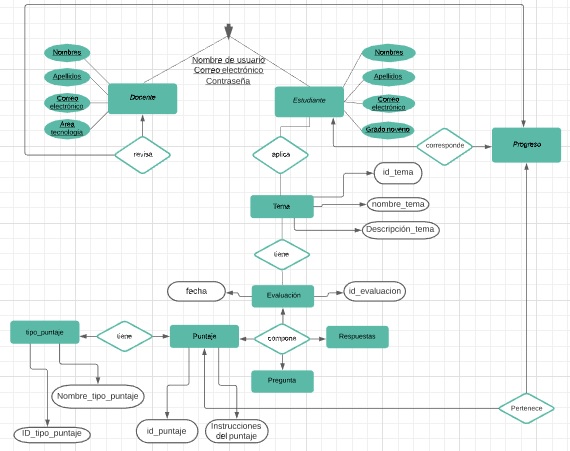 Nombre de usuario
Correo electrónico
Contraseña
Nombres
Apellidos
Correo
electrónico
Área
tecnología
Docente
Estudiante
Nombres
Apellidos
Correo
electrónico
Grado noveno
revisa
aplica
corresponde
Progreso
id_tema
Tema
nombre_tema
Descripción_tema
tiene
fecha
Evaluación
id_evaluacion
tipo_puntaje
tiene
Puntaje
compone
Respuestas
Pregunta
Nombre_tipo_puntaje
ID_tipo_puntaje
id_puntaje
Instrucciones
del puntaje
Pertenece